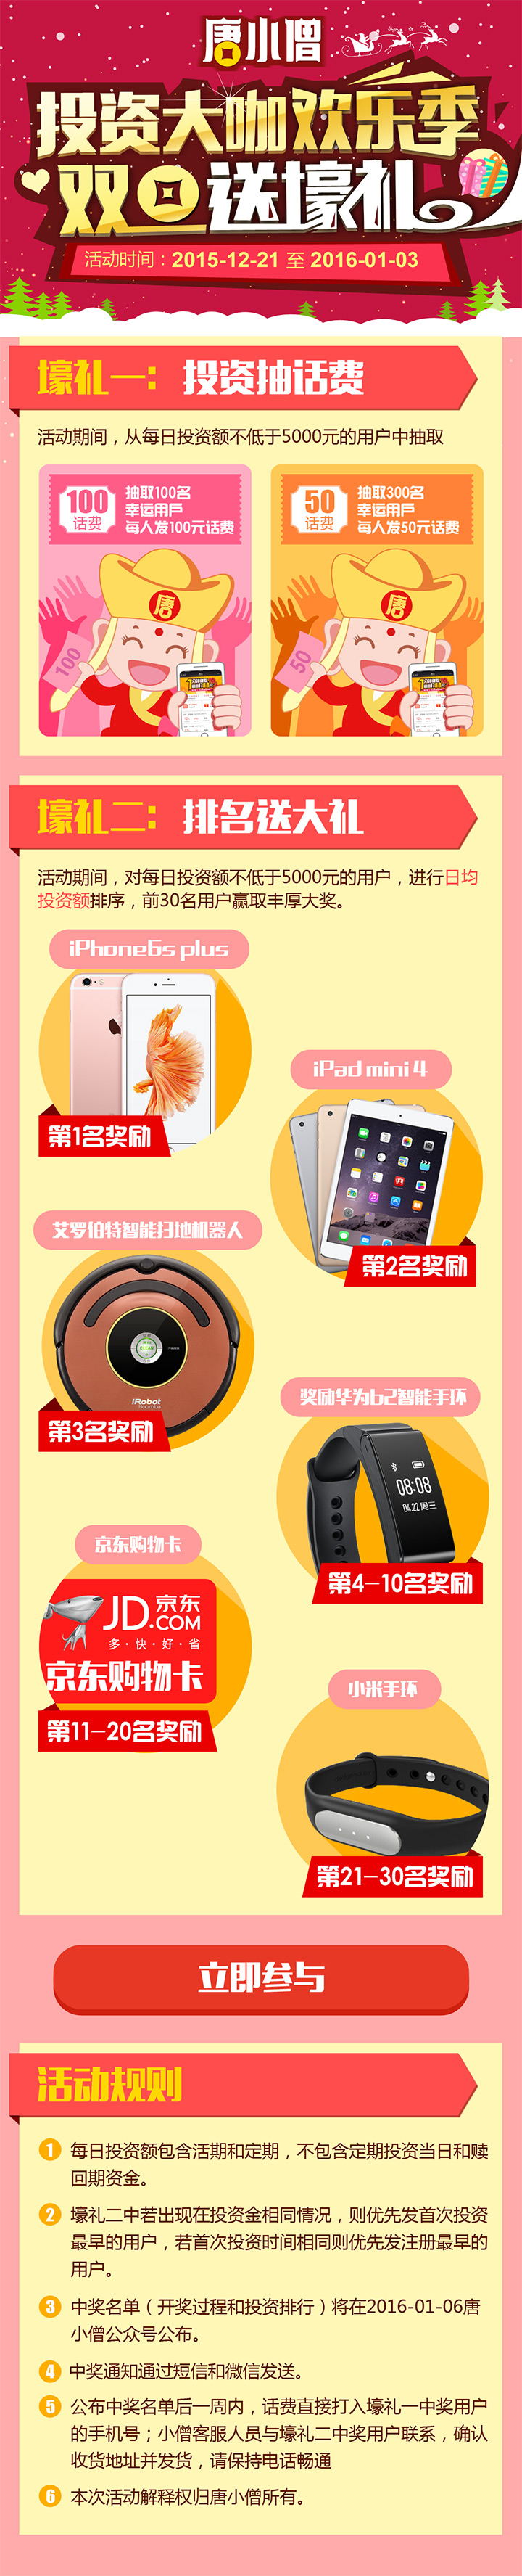 唐小僧
投资大咖欢乐季
双旦送壕礼
活动时间：2015-12-21 至 2016-01-03
壕礼一：投资抽话费
活动期间，从每日投资额不低于5000元的用户中抽取
100
话费
抽取100名
幸运用户
每人发100元话费
唐
100
50
话费
抽取300名
幸运用户
每人发50元话费
唐
50
壕礼二：排名送大礼
活动期间，对每日投资额不低于5000元的用户，进行日均
投资额排序，前30名用户赢取丰厚大奖。
iPhone6s plus
第1名奖励
iPad mini 4
第2名奖励
艾罗伯特智能扫地机器人
CLEAN
iRobot
Roomba
第3名奖励
奖励华为b2智能手环
08:08
04.22 周三
第4-10名奖励
京东购物卡
JD.COM 京东
多·快·好·省
京东购物卡
第11-20名奖励
小米手环
第21-30名奖励
立即参与
活动规则
1 每日投资额包含活期和定期，不包含定期投资当日和赎
回期资金。
2 壕礼二中若出现在投资金相同情况，则优先发首次投资
最早的用户，若首次投资时间相同则优先发注册最早的
用户。
3 中奖名单（开奖过程和投资排行）将在2016-01-06唐
小僧公众号公布。
4 中奖通知通过短信和微信发送。
5 公布中奖名单后一周内，话费直接打入壕礼一中奖用户
的手机号；小僧客服人员与壕礼二中奖用户联系，确认
收货地址并发货，请保持电话畅通
6 本次活动解释权归唐小僧所有。